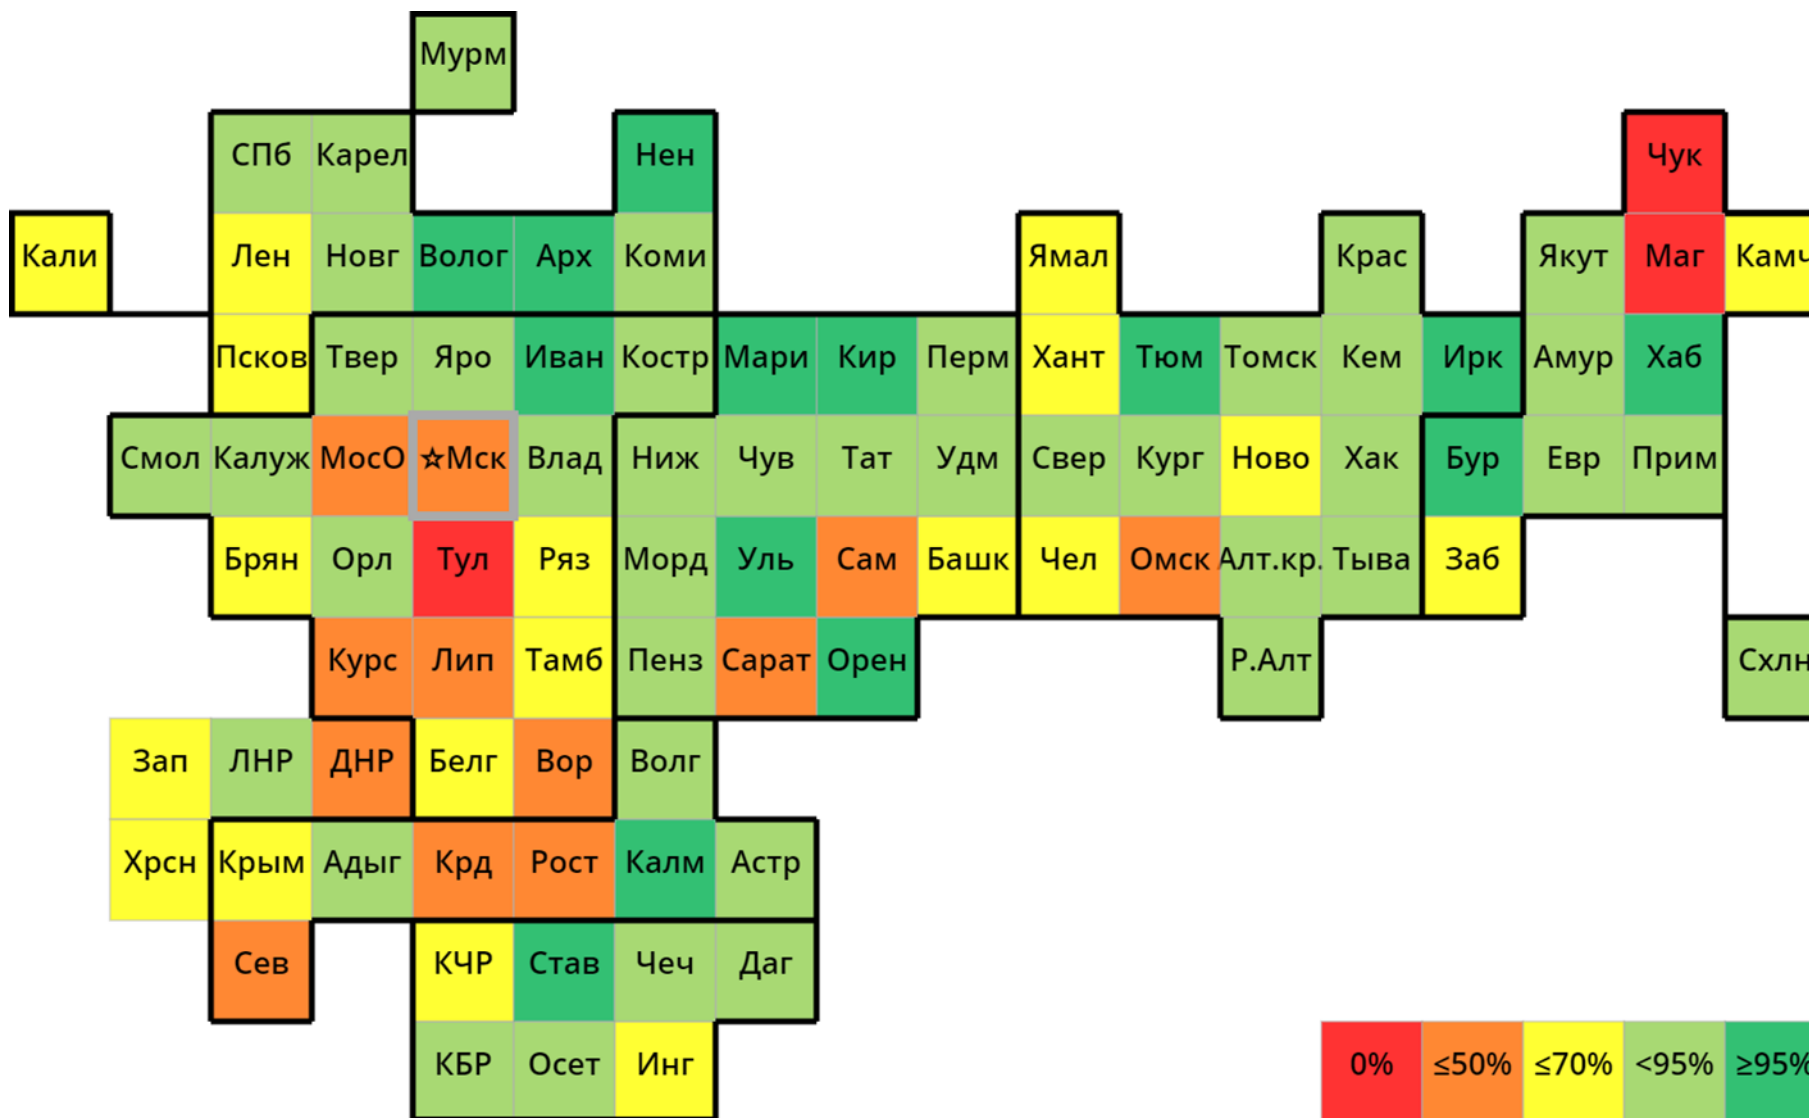 Мурм
СПб Карел Нен Чук
Кали Лен Новг Волог Арх Коми Ямал Крас Якут Маг Камч
Псков Твер Яро Иван Костр Мари Кир Перм Хант Тюм Томск Кем Ирк Амур Хаб
Смол Калуж МосО ☆Мск Влад Ниж Чув Тат Удм Свер Кург Ново Хак Бур Евр Прим
Брян Орл Тул Ряз Морд Уль Сам Башк Чел Омск Алт.кр. Тыва Заб
Курс Лип Тамб Пенз Сарат Орен Р.Алт Схлн
Зап ЛНР ДНР Белг Вор Волг
Хрсн Крым Адыг Крд Рост Калм Астр
Сев КЧР Став Чеч Даг
КБР Осет Инг 0% ≤50% ≤70% <95% ≥95%